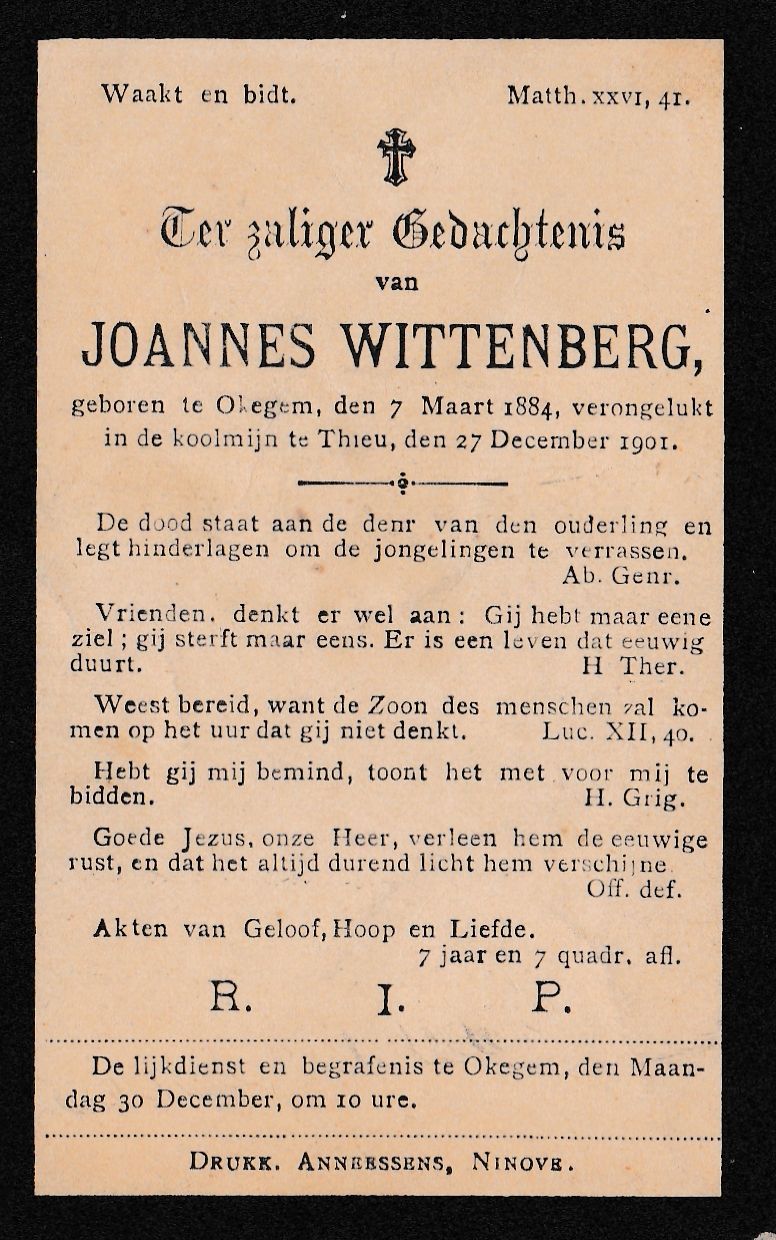 Waakt en bidt. Matth. XXVI, 41.
Ter zaliger Gedachtenis
van
JOANNES WITTENBERG,
geboren te Okegem, den 7 Maart 1884, verongelukt
in de koolmijn te Thieu, den 27 December 1901.
De dood staat aan de denr van den ouderling en
legt hinderlagen om de jongelingen te verrassen.
Ab. Genr.
Vrienden. denkt er wel aan : Gij hebt maar eene
ziel ; gij sterft maar eens. Er is een leven dat eeuwig
duurt. H Ther.
Weest bereid, want de Zoon des menschen zal ko-
men op het uur dat gij niet denkt. Luc. XII, 40.
Hebt gij mij bemind, toont het met voor mij te
bidden. H. Grig.
Goede Jezus, onze Heer, verleen hem de eeuwige
rust, en dat het altijd durend licht hem verschijne.
Off. def.
Akten van Geloof, Hoop en Liefde.
7 jaar en 7 quadr. afl.
R. I. P.
De lijkdienst en begrafenis te Okegem, den Maan-
dag 30 December, om 10 ure.
DRUKK. ANNEESSENS, NINOVE.